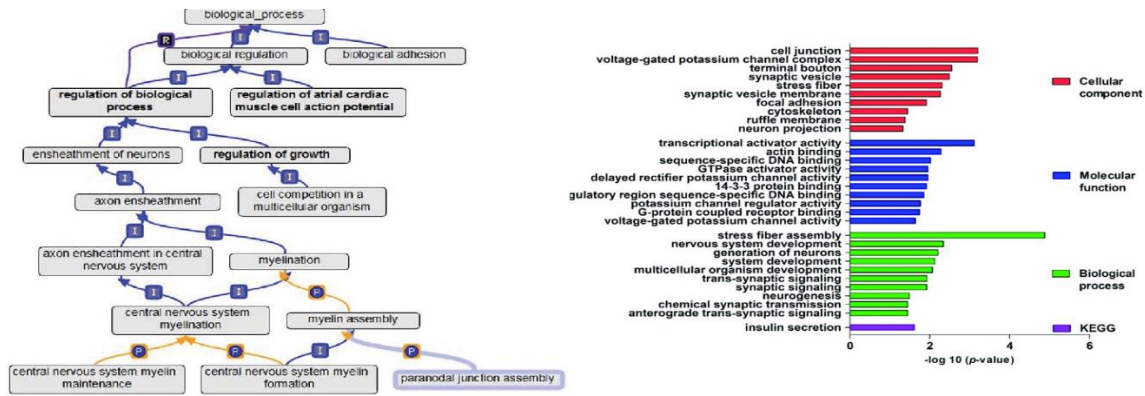 biological_process
R
I
I
biological regulation
biological adhesion
I
I
regulation of biological
process
regulation of atrial cardiac
muscle cell action potential
I
I
ensheathment of neurons
regulation of growth
I
I
axon ensheathment
cell competition in a
multicellular organism
I
I
axon ensheathment in central
nervous system
myelination
I
I
P
central nervous system
myelination
myelin assembly
P
P
I
P
central nervous system myelin
maintenance
central nervous system myelin
formation
paranodal junction assembly
cell junction
voltage-gated potassium channel complex
terminal bouton
synaptic vesicle
stress fiber
synaptic vesicle membrane
focal adhesion
cytoskeleton
ruffle membrane
neuron projection
Cellular
component
transcriptional activator activity
actin binding
sequence-specific DNA binding
GTPase activator activity
delayed rectifier potassium channel activity
14-3-3 protein binding
gulatory region sequence-specific DNA binding
potassium channel regulator activity
G-protein coupled receptor binding
voltage-gated potassium channel activity
Molecular
function
stress fiber assembly
nervous system development
generation of neurons
system development
multicellular organism development
trans-synaptic signaling
synaptic signaling
neurogenesis
chemical synaptic transmission
anterograde trans-synaptic signaling
Biological
process
insulin secretion
KEGG
0 2 4 6
-log 10 (p-value)